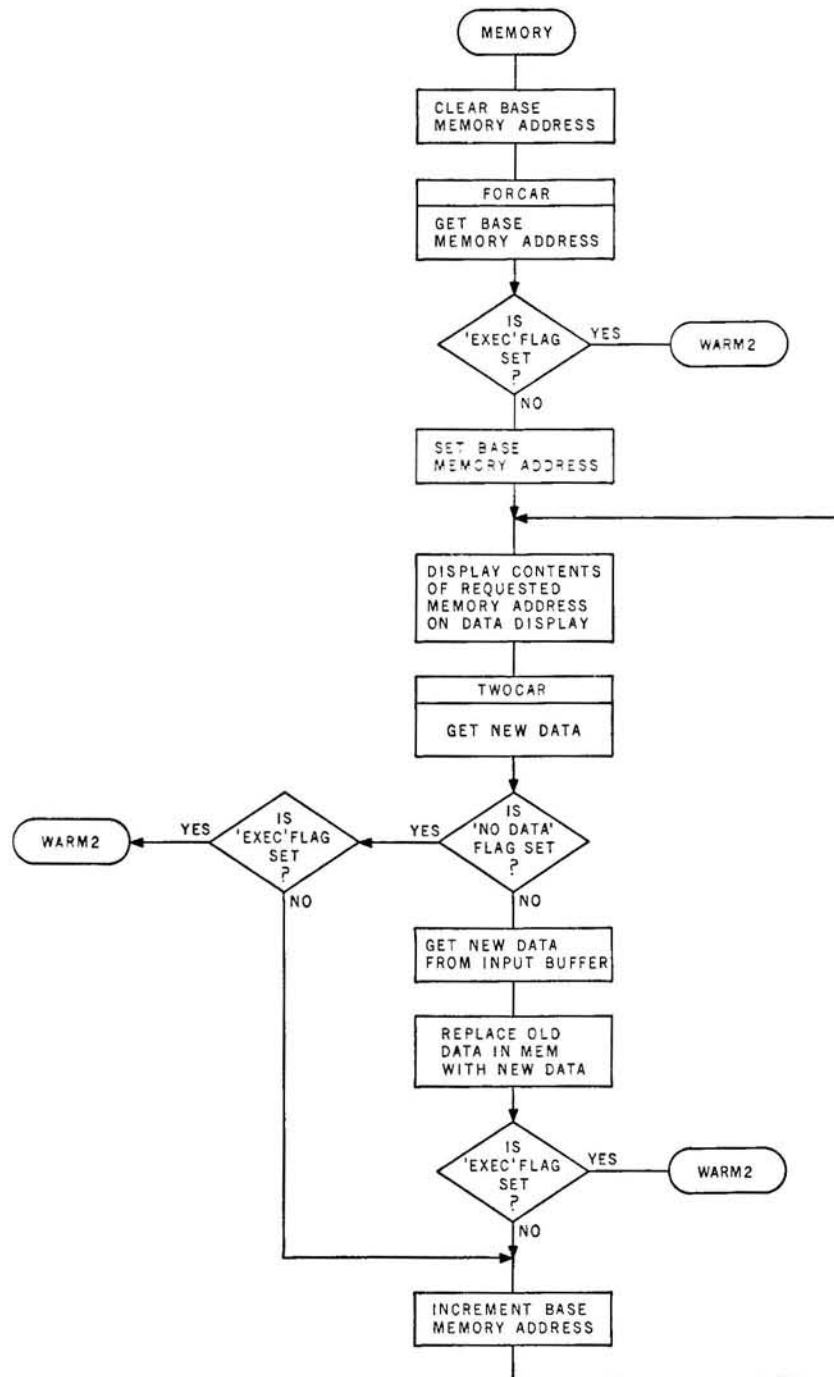 MEMORY
CLEAR BASE
MEMORY ADDRESS
FORCAR
GET BASE
MEMORY ADDRESS
IS
'EXEC' FLAG
SET
?
YES
WARM2
NO
SET BASE
MEMORY ADDRESS
DISPLAY CONTENTS
OF REQUESTED
MEMORY ADDRESS
ON DATA DISPLAY
TWOCAR
GET NEW DATA
IS
'NO DATA'
FLAG SET
?
YES
IS
'EXEC' FLAG
SET
?
YES
WARM2
NO
NO
GET NEW DATA
FROM INPUT BUFFER
REPLACE OLD
DATA IN MEM
WITH NEW DATA
IS
'EXEC' FLAG
SET
?
YES
WARM2
NO
INCREMENT BASE
MEMORY ADDRESS